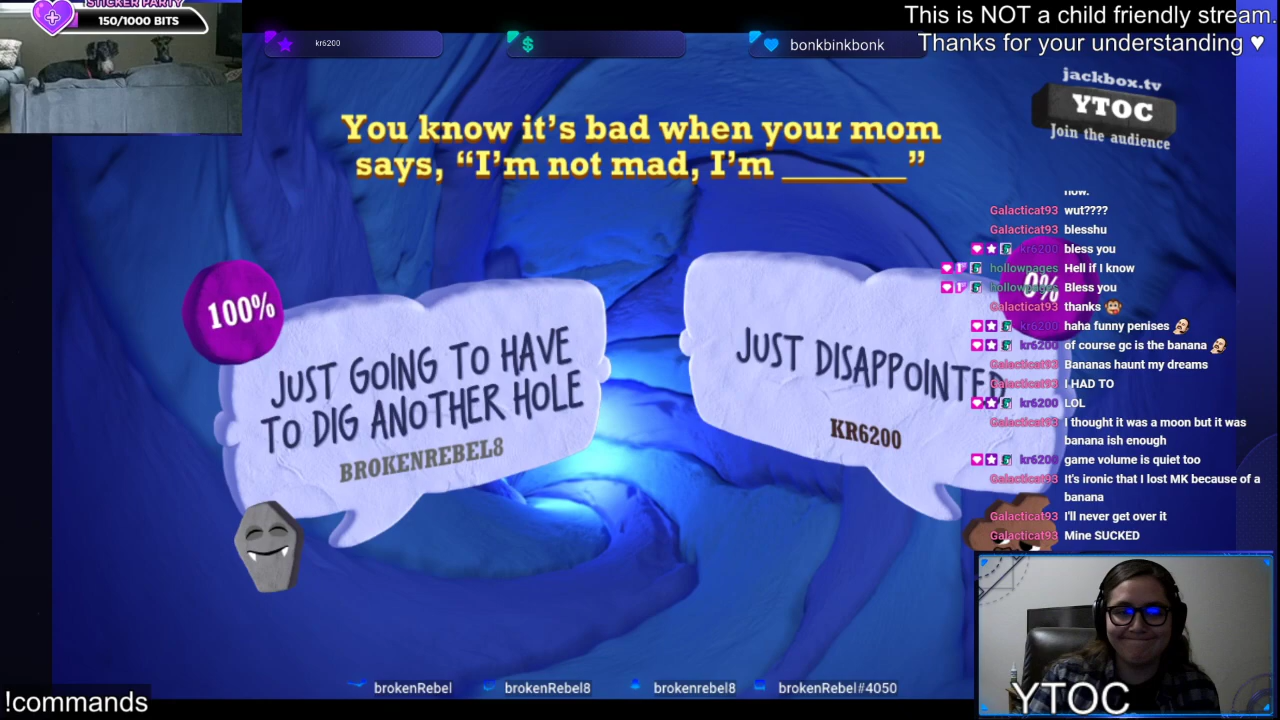 STICKER PARTY
150/1000 BITS
kr6200
bonkbinkbonk
This is NOT a child friendly stream.
Thanks for your understanding ♥
jackbox.tv
YTOC
Join the audience
You know it's bad when your mom
says, “I'm not mad, I'm _______”
100%
JUST GOING TO HAVE
TO DIG ANOTHER HOLE
BROKENREBEL8
0%
JUST DISAPPOINTED
KR6200
now.
Galacticat93 wut????
Galacticat93 blesshu
kr6200 bless you
hollowpages Hell if I know
hollowpages Bless you
Galacticat93 thanks
kr6200 haha funny penises
kr6200 of course gc is the banana
Galacticat93 Bananas haunt my dreams
Galacticat93 I HAD TO
kr6200 LOL
Galacticat93 I thought it was a moon but it was
banana ish enough
kr6200 game volume is quiet too
Galacticat93 It's ironic that I lost MK because of a
banana
Galacticat93 I'll never get over it
Galacticat93 Mine SUCKED
!commands
brokenRebel
brokenRebel8
brokenrebel8
brokenRebel#4050
YTOC